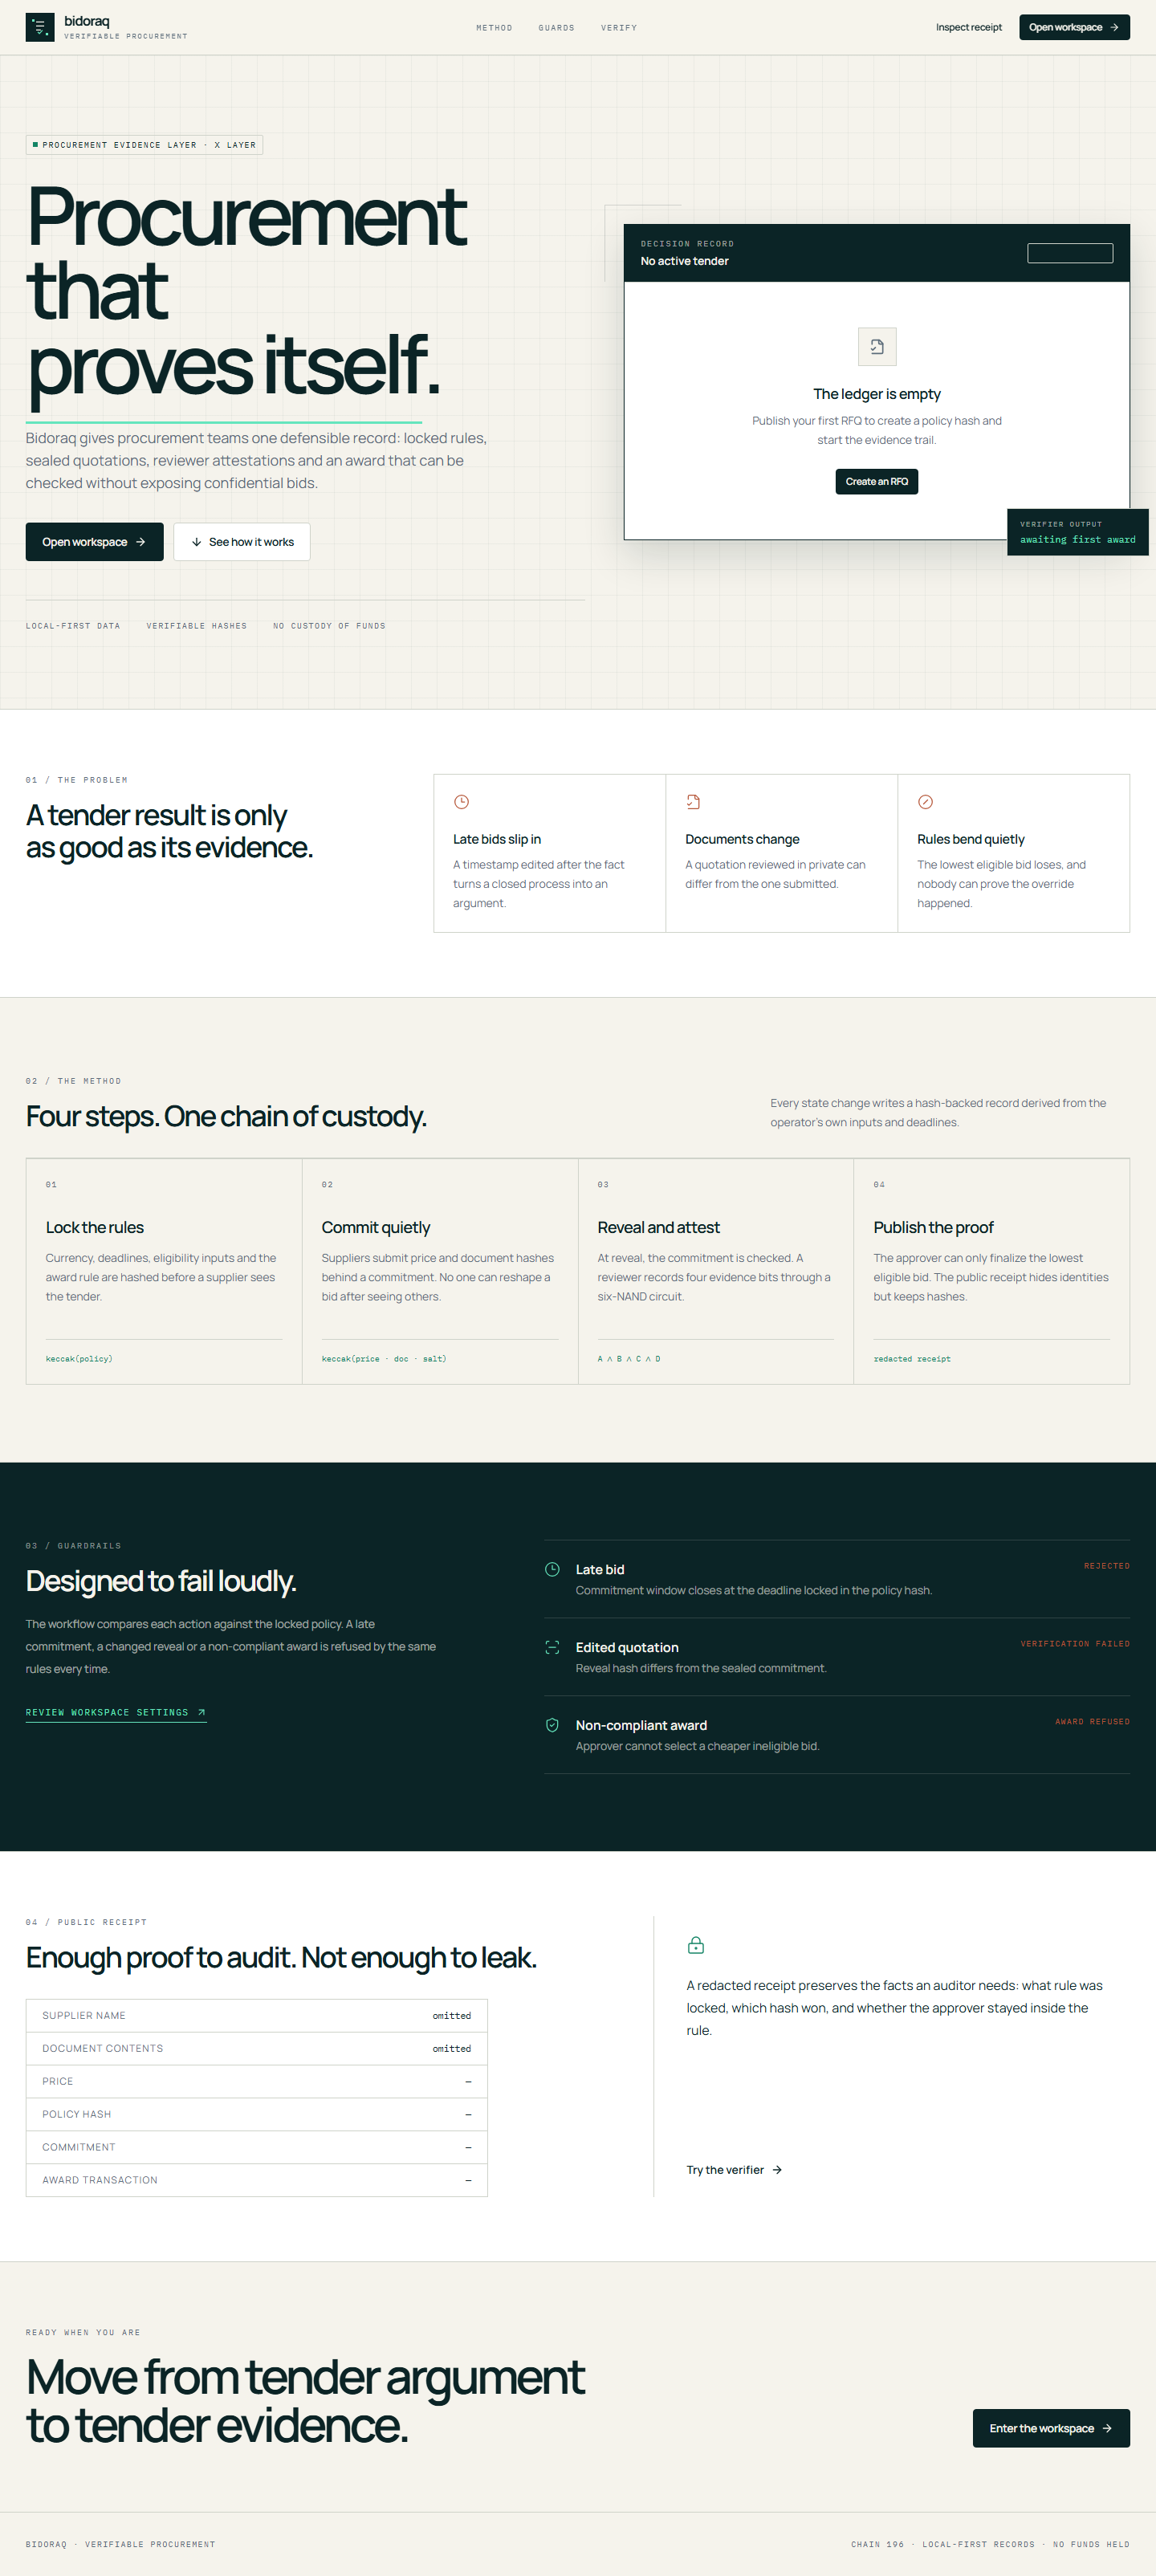 bidoraq
VERIFIABLE PROCUREMENT
METHOD
GUARDS
VERIFY
Inspect receipt
Open workspace
PROCUREMENT EVIDENCE LAYER · X LAYER
Procurement
that
proves itself.
Bidoraq gives procurement teams one defensible record: locked rules,
sealed quotations, reviewer attestations and an award that can be
checked without exposing confidential bids.
Open workspace
See how it works
LOCAL-FIRST DATA
VERIFIABLE HASHES
NO CUSTODY OF FUNDS
DECISION RECORD
No active tender
The ledger is empty
Publish your first RFQ to create a policy hash and
start the evidence trail.
Create an RFQ
VERIFIER OUTPUT
awaiting first award
01 / THE PROBLEM
A tender result is only
as good as its evidence.
Late bids slip in
A timestamp edited after the fact
turns a closed process into an
argument.
Documents change
A quotation reviewed in private can
differ from the one submitted.
Rules bend quietly
The lowest eligible bid loses, and
nobody can prove the override
happened.
02 / THE METHOD
Four steps. One chain of custody.
Every state change writes a hash-backed record derived from the
operator's own inputs and deadlines.
01
Lock the rules
Currency, deadlines, eligibility inputs and the
award rule are hashed before a supplier sees
the tender.
keccak(policy)
02
Commit quietly
Suppliers submit price and document hashes
behind a commitment. No one can reshape a
bid after seeing others.
keccak(price · doc · salt)
03
Reveal and attest
At reveal, the commitment is checked. A
reviewer records four evidence bits through a
six-NAND circuit.
A ∧ B ∧ C ∧ D
04
Publish the proof
The approver can only finalize the lowest
eligible bid. The public receipt hides identities
but keeps hashes.
redacted receipt
03 / GUARDRAILS
Designed to fail loudly.
The workflow compares each action against the locked policy. A late
commitment, a changed reveal or a non-compliant award is refused by the same
rules every time.
REVIEW WORKSPACE SETTINGS
Late bid
Commitment window closes at the deadline locked in the policy hash.
REJECTED
Edited quotation
Reveal hash differs from the sealed commitment.
VERIFICATION FAILED
Non-compliant award
Approver cannot select a cheaper ineligible bid.
AWARD REFUSED
04 / PUBLIC RECEIPT
Enough proof to audit. Not enough to leak.
SUPPLIER NAME omitted
DOCUMENT CONTENTS omitted
PRICE —
POLICY HASH —
COMMITMENT —
AWARD TRANSACTION —
A redacted receipt preserves the facts an auditor needs: what rule was
locked, which hash won, and whether the approver stayed inside the
rule.
Try the verifier
READY WHEN YOU ARE
Move from tender argument
to tender evidence.
Enter the workspace
BIDORAQ · VERIFIABLE PROCUREMENT
CHAIN 196 · LOCAL-FIRST RECORDS · NO FUNDS HELD